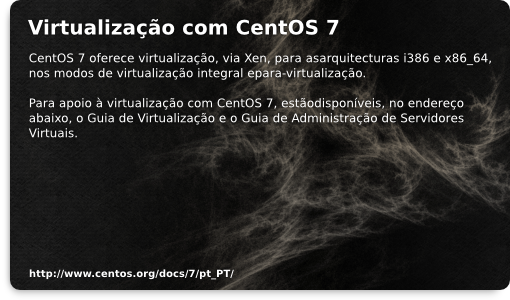 Virtualização com CentOS 7
CentOS 7 oferece virtualização, via Xen, para asarquitecturas i386 e x86_64,
nos modos de virtualização integral epara-virtualização.
Para apoio à virtualização com CentOS 7, estãodisponíveis, no endereço
abaixo, o Guia de Virtualização e o Guia de Administração de Servidores
Virtuais.
http://www.centos.org/docs/7/pt_PT/